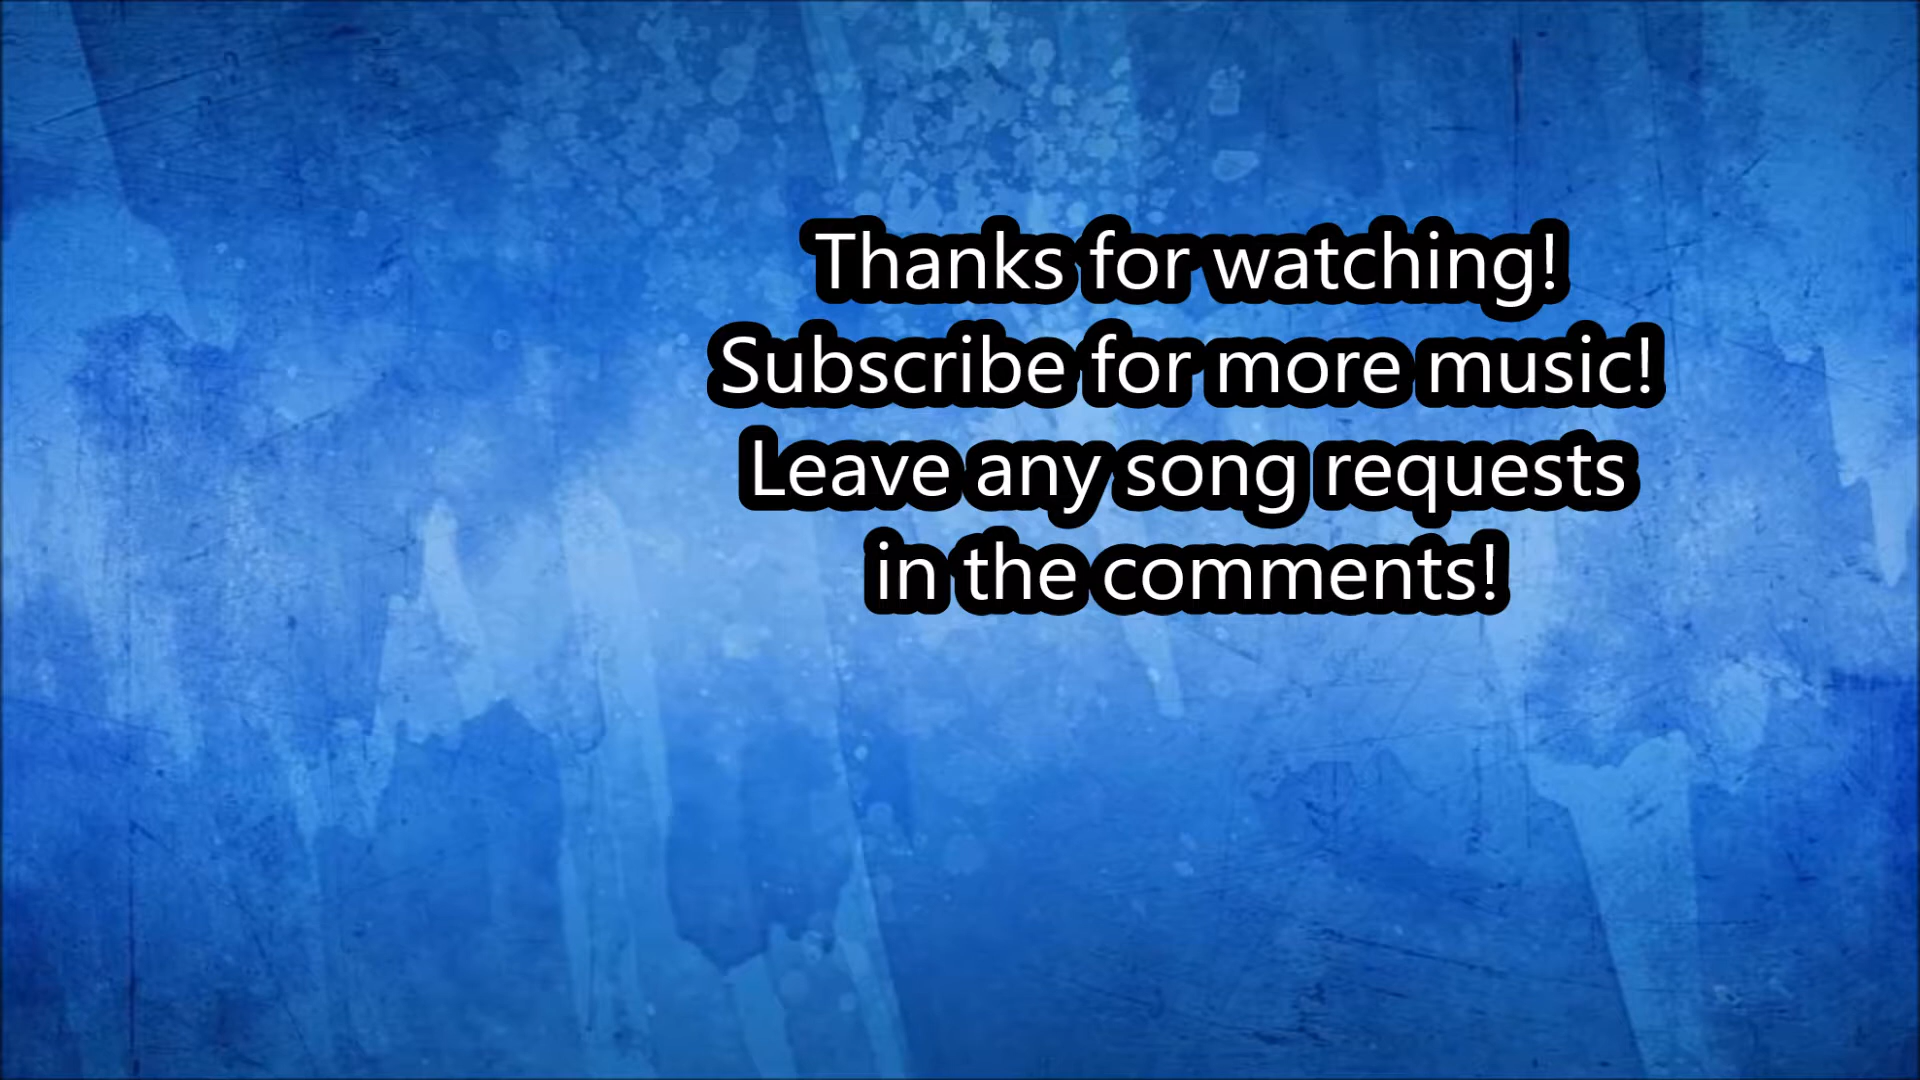 Thanks for watching!
Subscribe for more music!
Leave any song requests
in the comments!